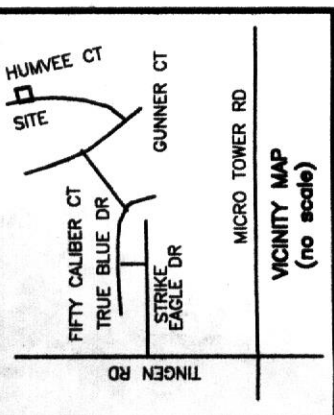 HUMVEE CT
SITE
GUNNER CT
FIFTY CALIBER CT
TRUE BLUE DR
STRIKE
EAGLE DR
MICRO TOWER RD
TINGEN RD
VICINITY MAP
(no scale)